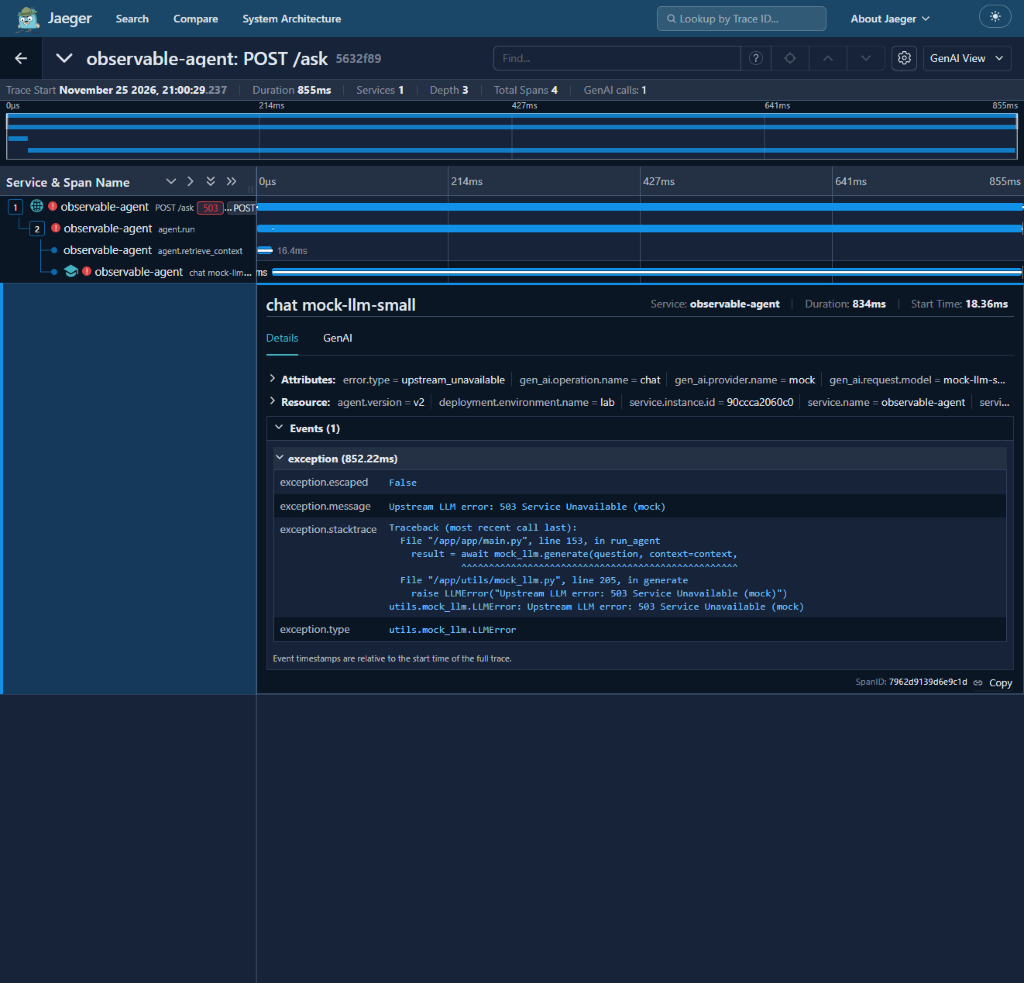 Jaeger Search Compare System Architecture Lookup by Trace ID... About Jaeger
observable-agent: POST /ask 5632f89 Find... ? GenAI View
Trace Start November 25 2026, 21:00:29.237 Duration 855ms Services 1 Depth 3 Total Spans 4 GenAI calls: 1
0μs 214ms 427ms 641ms 855ms
Service & Span Name 0μs 214ms 427ms 641ms 855ms
1 observable-agent POST /ask 503 ... POST
2 observable-agent agent.run
observable-agent agent.retrieve_context 16.4ms
observable-agent chat mock-llm... ms
chat mock-llm-small Service: observable-agent Duration: 834ms Start Time: 18.36ms
Details GenAI
Attributes: error.type = upstream_unavailable gen_ai.operation.name = chat gen_ai.provider.name = mock gen_ai.request.model = mock-llm-s...
Resource: agent.version = v2 deployment.environment.name = lab service.instance.id = 90ccca2060c0 service.name = observable-agent servi...
Events (1)
exception (852.22ms)
exception.escaped False
exception.message Upstream LLM error: 503 Service Unavailable (mock)
exception.stacktrace Traceback (most recent call last):
File "/app/app/main.py", line 153, in run_agent
result = await mock_llm.generate(question, context=context,
^^^^^^^^^^^^^^^^^^^^^^^^^^^^^^^^^^^^^^^^^^^^^^^^^^
File "/app/utils/mock_llm.py", line 205, in generate
raise LLMError("Upstream LLM error: 503 Service Unavailable (mock)")
utils.mock_llm.LLMError: Upstream LLM error: 503 Service Unavailable (mock)
exception.type utils.mock_llm.LLMError
Event timestamps are relative to the start time of the full trace.
SpanID: 7962d9139d6e9c1d Copy